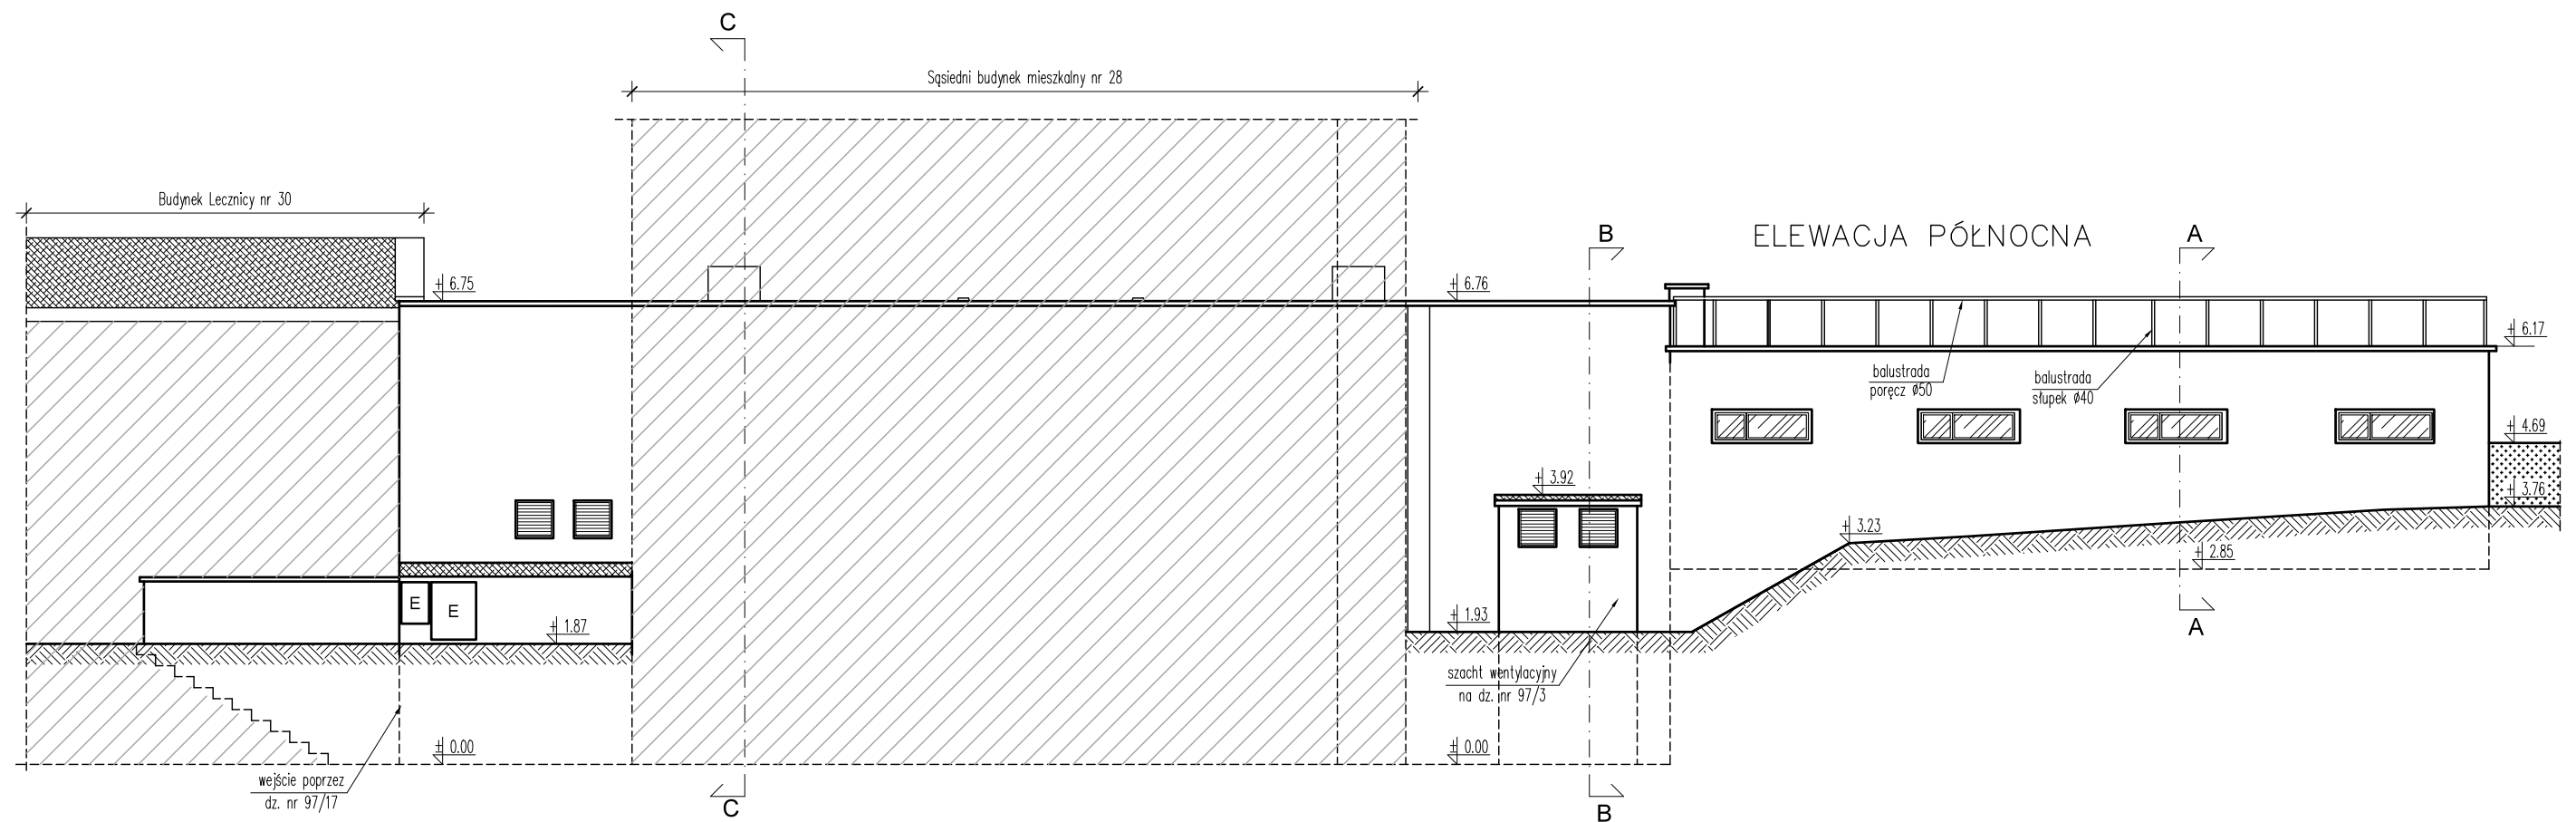 C
Sąsiedni budynek mieszkalny nr 28
Budynek Lecznicy nr 30
B
ELEWACJA PÓŁNOCNA
A
± 6.75
± 6.76
± 6.17
balustrada
poręcz Ø50
balustrada
słupek Ø40
± 4.69
± 3.92
± 3.76
± 3.23
± 2.85
E
E
± 1.87
± 1.93
A
szacht wentylacyjny
na dz. nr 97/3
± 0.00
± 0.00
wejście poprzez
dz. nr 97/17
C
B